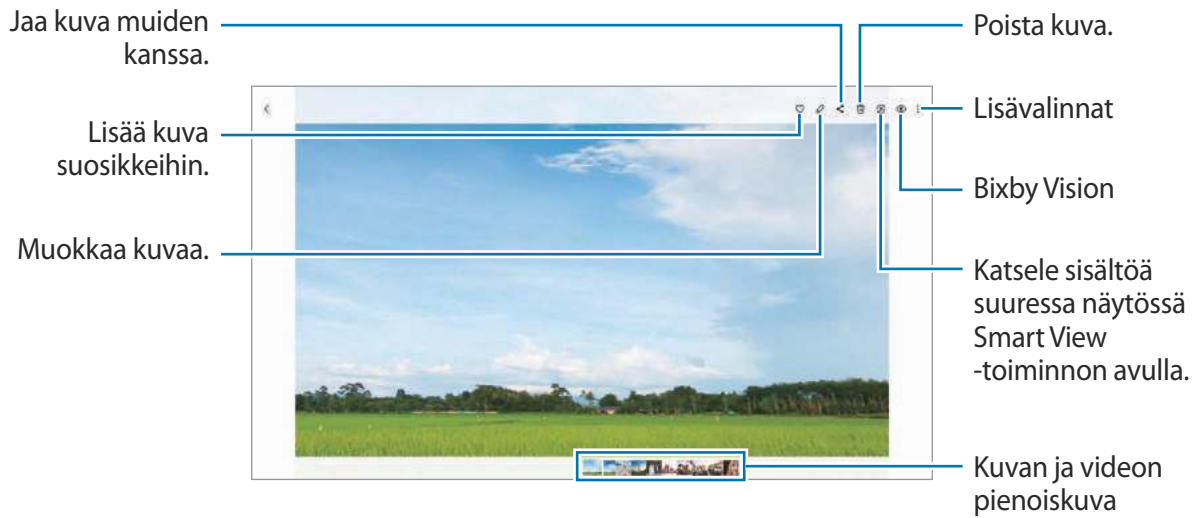 Jaa kuva muiden
kanssa.
Lisää kuva
suosikkeihin.
Muokkaa kuvaa.
Poista kuva.
Lisävalinnat
Bixby Vision
Katsele sisältöä
suuressa näytössä
Smart View
-toiminnon avulla.
Kuvan ja videon
pienoiskuva